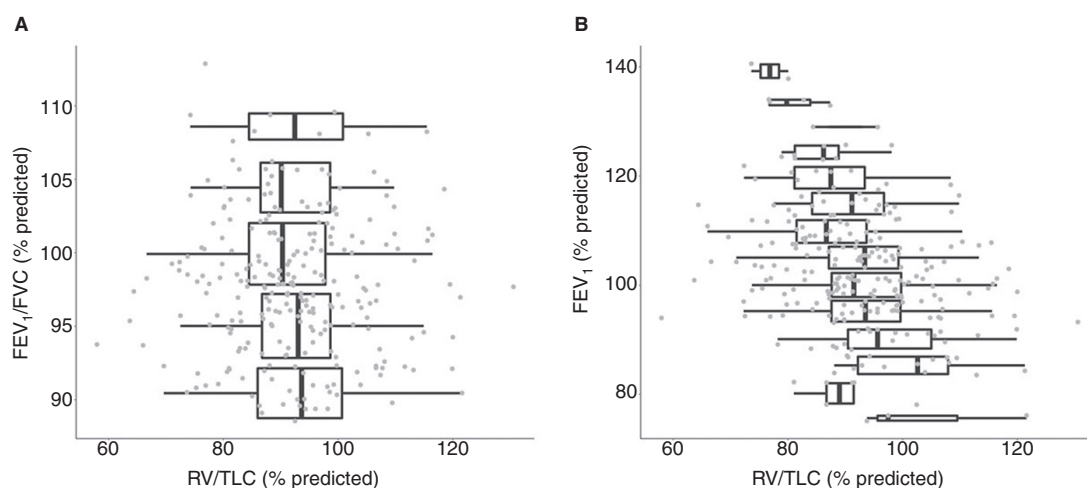 A
FEV1/FVC (% predicted)
110
105
100
95
90
60 80 100 120
RV/TLC (% predicted)
B
FEV1 (% predicted)
140
120
100
80
60 80 100 120
RV/TLC (% predicted)